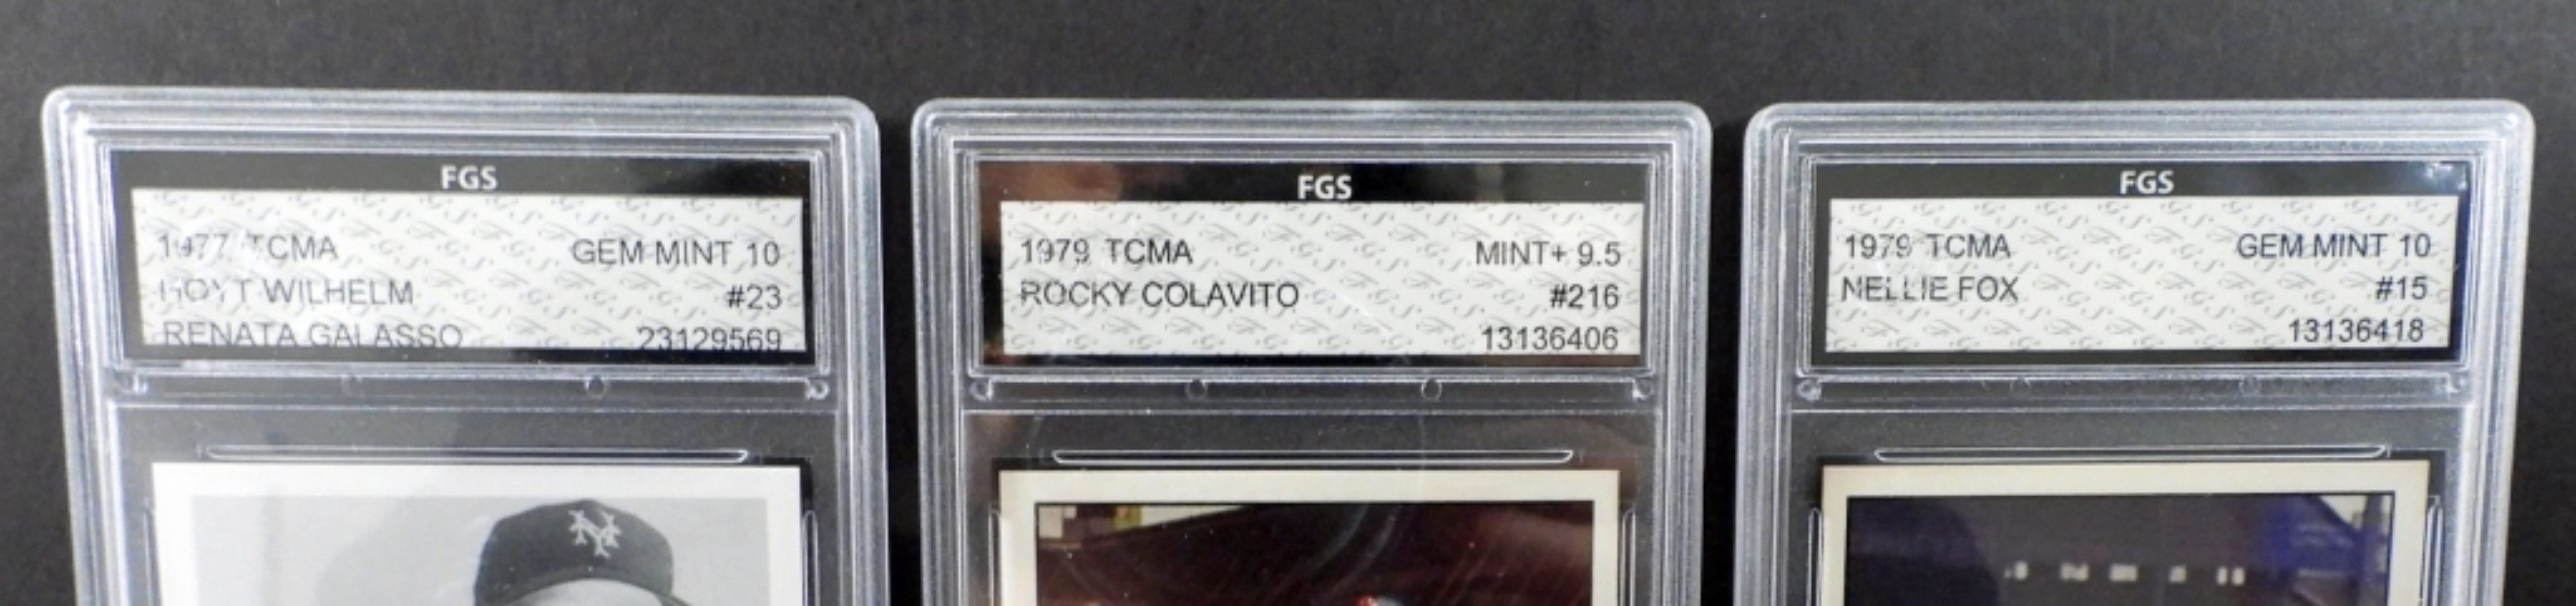 FGS
1977 TCMA GEM MINT 10
HOYT WILHELM #23
RENATA GALASSO 23129569
NY
FGS
1979 TCMA MINT+ 9.5
ROCKY COLAVITO #216
13136406
FGS
1979 TCMA GEM MINT 10
NELLIE FOX #15
13136418